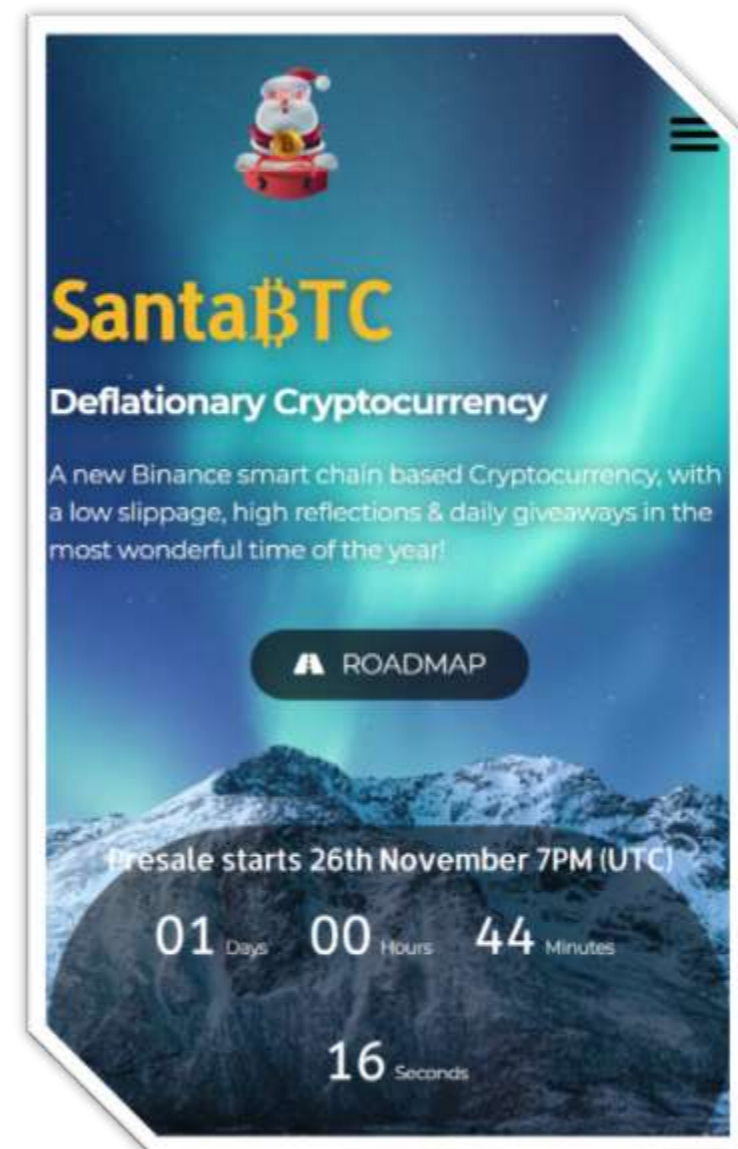 Santa₿TC
Deflationary Cryptocurrency
A new Binance smart chain based Cryptocurrency, with
a low slippage, high reflections & daily giveaways in the
most wonderful time of the year!
ROADMAP
Presale starts 26th November 7PM (UTC)
01 Days 00 Hours 44 Minutes
16 Seconds